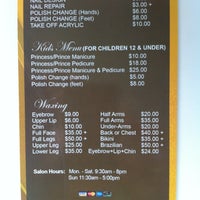 NAIL DESIGN
NAIL REPAIR $3.00 +
POLISH CHANGE (Hands) $6.00
POLISH CHANGE (Feet) $8.00
TAKE OFF ACRYLIC $10.00
Kids Menu (FOR CHILDREN 12 & UNDER)
Princess/Prince Manicure $10.00
Princess/Prince Pedicure $18.00
Princess/Prince Manicure & Pedicure $25.00
Polish Change (Hands) $5.00
Polish Change (Feet) $7.00
Waxing
Eyebrow $9.00
Upper Lip $6.00
Chin $10.00
Full Face $35.00
Full Legs $50.00
Upper Legs $35.00
Lower Leg $35.00
Half Arms $20.00
Full Arms $35.00
Under-Arms $20.00
Back or Chest $40.00 +
Bikini $35.00 +
Brazilian $50.00 +
Eyebrow+Lip+Chin $24.00
Salon Hours: Mon. - Sat. 9:30am - 8pm
Sun 11:30am - 5:00pm